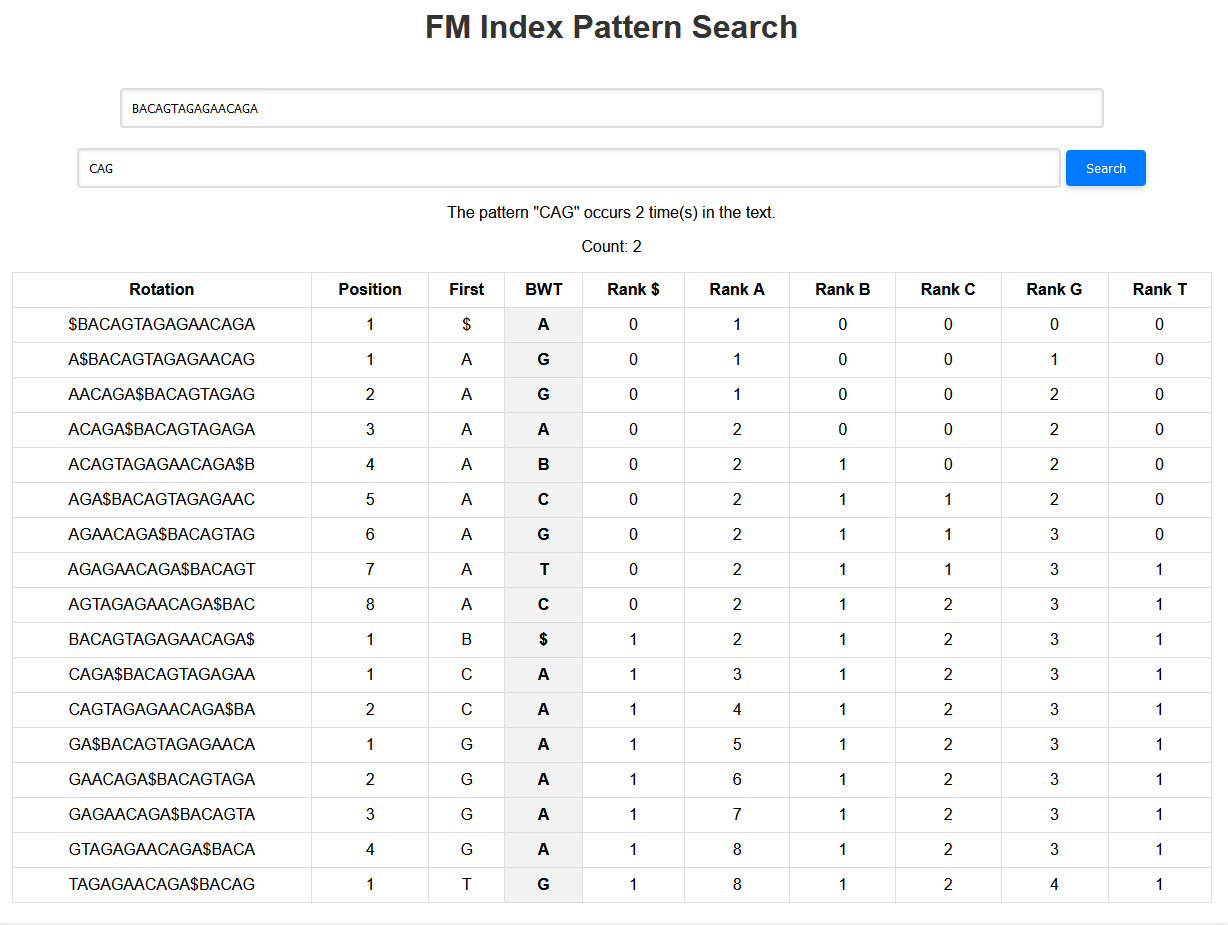 FM Index Pattern Search
BACAGTAGAGAACAGA
CAG
Search
The pattern "CAG" occurs 2 time(s) in the text.
Count: 2
Rotation Position First BWT Rank $ Rank A Rank B Rank C Rank G Rank T
$BACAGTAGAGAACAGA 1 $ A 0 1 0 0 0 0
A$BACAGTAGAGAACAG 1 A G 0 1 0 0 1 0
AACAGA$BACAGTAGAG 2 A G 0 1 0 0 2 0
ACAGA$BACAGTAGAGA 3 A A 0 2 0 0 2 0
ACAGTAGAGAACAGA$B 4 A B 0 2 1 0 2 0
AGA$BACAGTAGAGAAC 5 A C 0 2 1 1 2 0
AGAACAGA$BACAGTAG 6 A G 0 2 1 1 3 0
AGAGAACAGA$BACAGT 7 A T 0 2 1 1 3 1
AGTAGAGAACAGA$BAC 8 A C 0 2 1 2 3 1
BACAGTAGAGAACAGA$ 1 B $ 1 2 1 2 3 1
CAGA$BACAGTAGAGAA 1 C A 1 3 1 2 3 1
CAGTAGAGAACAGA$BA 2 C A 1 4 1 2 3 1
GA$BACAGTAGAGAACA 1 G A 1 5 1 2 3 1
GAACAGA$BACAGTAGA 2 G A 1 6 1 2 3 1
GAGAACAGA$BACAGTA 3 G A 1 7 1 2 3 1
GTAGAGAACAGA$BACA 4 G A 1 8 1 2 3 1
TAGAGAACAGA$BACAG 1 T G 1 8 1 2 4 1